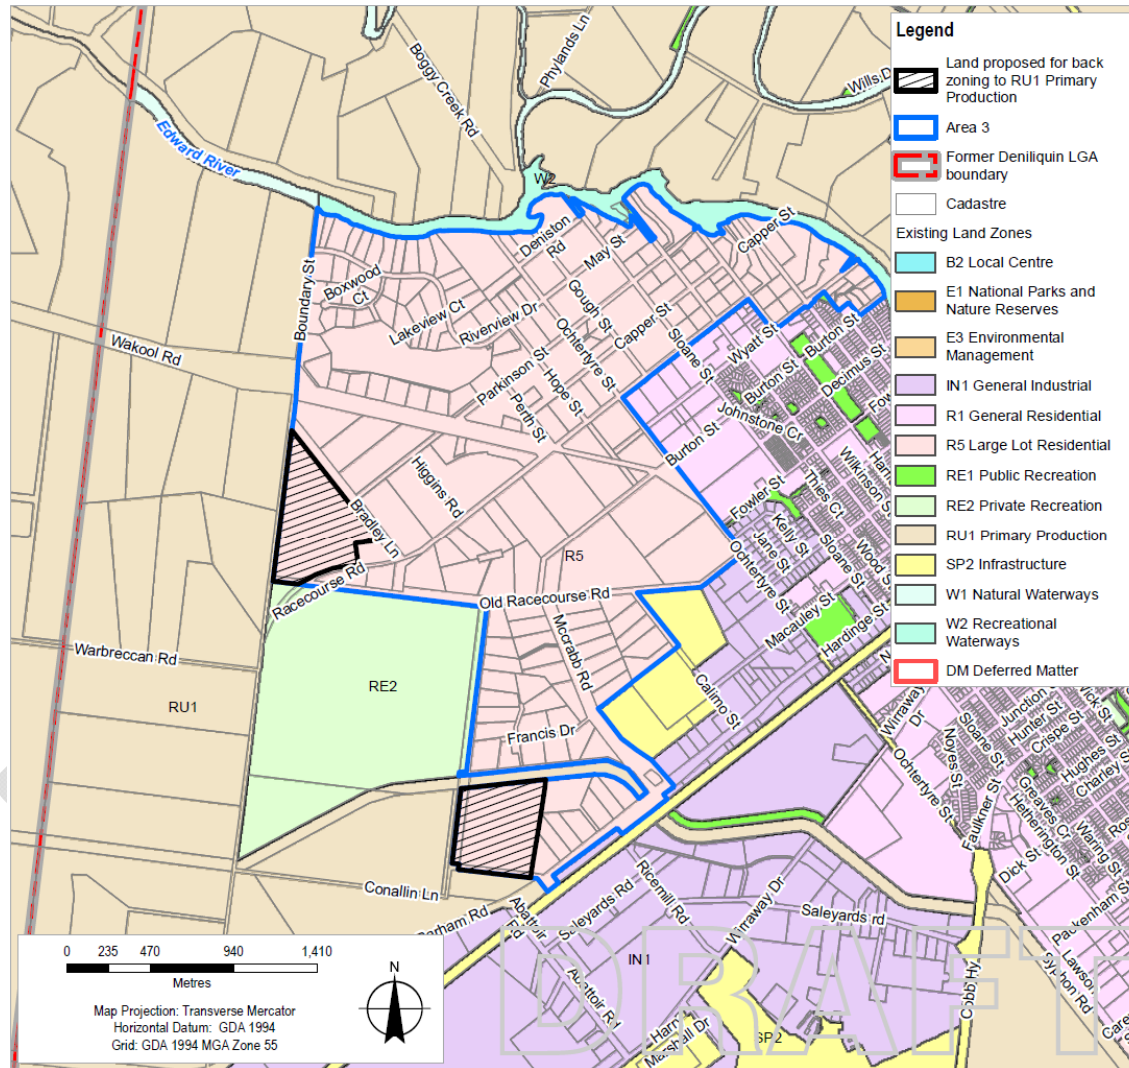 Legend
Land proposed for back
zoning to RU1 Primary
Production
Area 3
Former Deniliquin LGA
boundary
Cadastre
Existing Land Zones
B2 Local Centre
E1 National Parks and
Nature Reserves
E3 Environmental
Management
IN1 General Industrial
R1 General Residential
R5 Large Lot Residential
RE1 Public Recreation
RE2 Private Recreation
RU1 Primary Production
SP2 Infrastructure
W1 Natural Waterways
W2 Recreational
Waterways
DM Deferred Matter
Boggy Creek Rd
Phylands Ln
Edward River
W2
Deniston
Rd
May St
Capper St
Boundary St
Boxwood
Ct
Lakeview Ct
Riverview Dr
Gough St
Ochtertyre St
Capper St
Sloane St
Wyatt St
Burton St
Burton St
Decimus St
Wakool Rd
Parkinson St
Hope St
Perth St
Johnstone Ct
Burton St
Wilkinson St
Higgins Rd
Bradley Ln
Fowler St
Thies Ct
Kelly St
Jane St
Sloane St
Wood S
R5
Ochtertyre St
Racecourse Rd
Old Racecourse Rd
Macauley St
Hardinge St
Mccrabb Rd
Warbreccan Rd
RE2
RU1
Calimo St
Francis Dr
Wirraway
Dr
Ochtertyre St
Noyes St
Sloane St
Junction
Hunter St
Crispe St
Wick St
Hughes St
Charley
Greaves Ct
Hetherington St
Waring St
Faulkner St
Dick St
Packenham S
Conallin Ln
Barham Rd
Abattoir
Rd
Saleyards Rd
Ricemill Rd
Wirraway Dr
Saleyards rd
Abattoir Rd
IN1
Marshall Dr
SP2
Cobb Hy
Syphon Rd
Lawson
0 235 470 940 1,410
Metres
N
Map Projection: Transverse Mercator
Horizontal Datum: GDA 1994
Grid: GDA 1994 MGA Zone 55
DRAFT